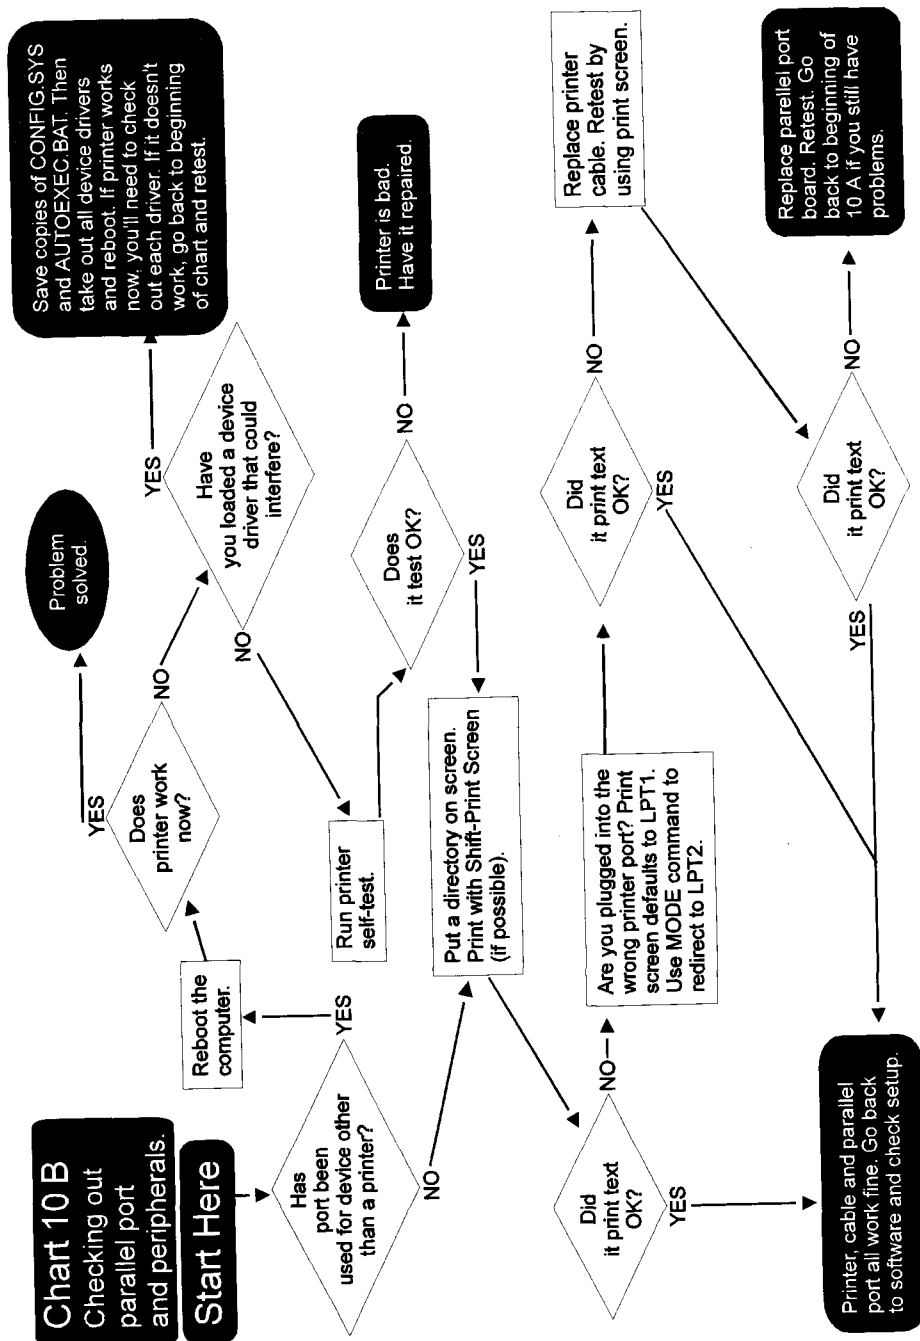 Chart 10 B
Checking out
parallel port
and peripherals.
Start Here
Has
port been
used for device other
than a printer?
YES
NO
Reboot the
computer.
Does
printer work
now?
YES
NO
Problem
solved.
Have
you loaded a device
driver that could
interfere?
YES
NO
Save copies of CONFIG.SYS
and AUTOEXEC.BAT. Then
take out all device drivers
and reboot. If printer works
now, you'll need to check
out each driver. If it doesn't
work, go back to beginning
of chart and retest.
Run printer
self-test.
Does
it test OK?
NO
YES
Printer is bad.
Have it repaired.
Put a directory on screen.
Print with Shift-Print Screen
(if possible).
Did
it print text
OK?
NO
YES
Are you plugged into the
wrong printer port? Print
screen defaults to LPT1.
Use MODE command to
redirect to LPT2.
Did
it print text
OK?
NO
YES
Replace printer
cable. Retest by
using print screen.
Did
it print text
OK?
NO
YES
Replace parellel port
board. Retest. Go
back to beginning of
10 A if you still have
problems.
Printer, cable and parallel
port all work fine. Go back
to software and check setup.